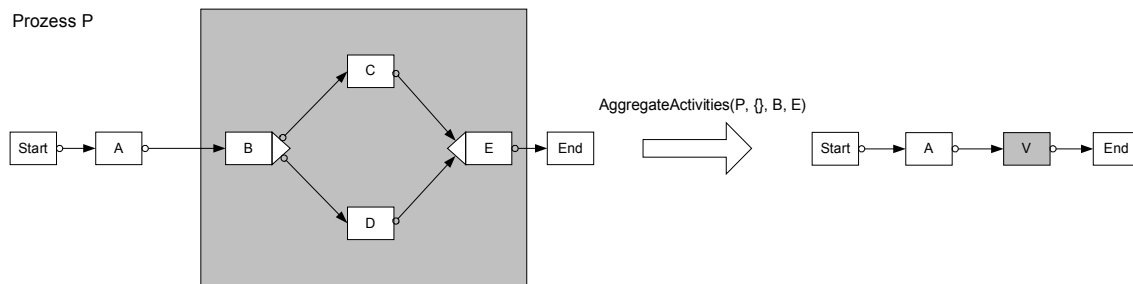 Prozess P
C
AggregateActivities(P, {}, B, E)
Start A B E End
Start A V End
D